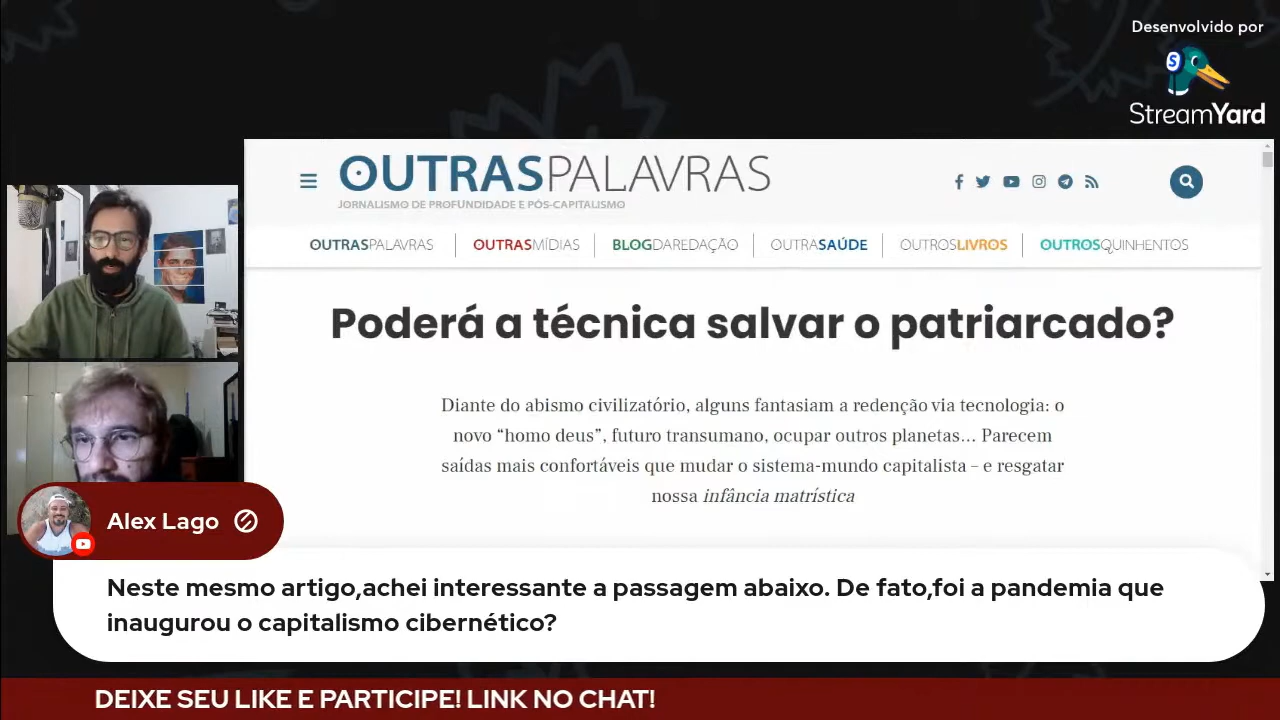 Desenvolvido por
StreamYard
OUTRASPALAVRAS
JORNALISMO DE PROFUNDIDADE E PÓS-CAPITALISMO
OUTRASPALAVRAS
OUTRASMÍDIAS
BLOGDAREDAÇÃO
OUTRASAÚDE
OUTROSLIVROS
OUTROSQUINHENTOS
Poderá a técnica salvar o patriarcado?
Diante do abismo civilizatório, alguns fantasiam a redenção via tecnologia: o
novo “homo deus”, futuro transumano, ocupar outros planetas… Parecem
saídas mais confortáveis que mudar o sistema-mundo capitalista – e resgatar
nossa infância matrística
Alex Lago
Neste mesmo artigo,achei interessante a passagem abaixo. De fato,foi a pandemia que
inaugurou o capitalismo cibernético?
DEIXE SEU LIKE E PARTICIPE! LINK NO CHAT!